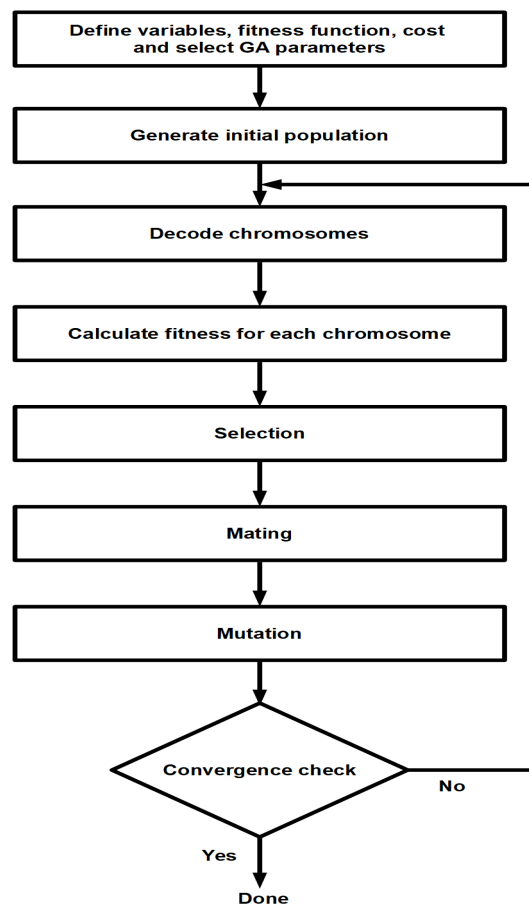 Define variables, fitness function, cost
and select GA parameters
Generate initial population
Decode chromosomes
Calculate fitness for each chromosome
Selection
Mating
Mutation
Convergence check
No
Yes
Done